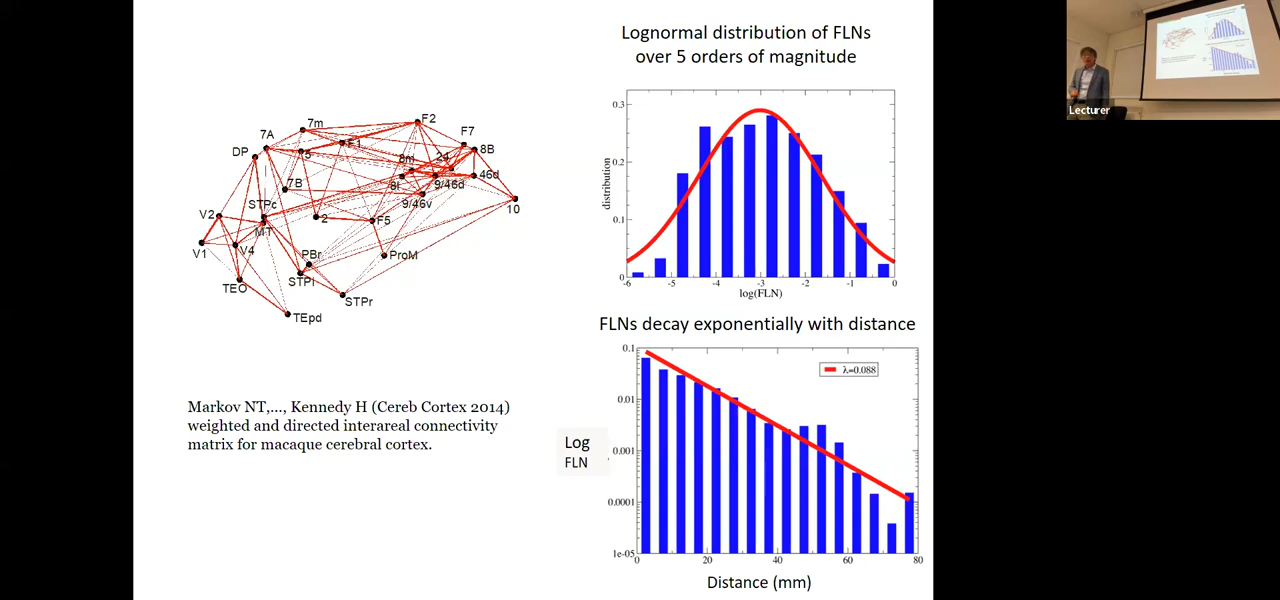 Lognormal distribution of FLNs
over 5 orders of magnitude
0.3
0.2
0.1
0
distribution
-6
-5
-4
-3
-2
-1
0
log(FLN)
FLNs decay exponentially with distance
0.1
0.01
0.001
0.0001
1e-05
λ=0.088
Log
FLN
0
20
40
60
80
Distance (mm)
7m
F2
7A
F7
F1
8B
DP
5
8m
24
7B
8l
9/46d
46d
STPc
9/46v
10
V2
2
F5
MT
V1
V4
PBr
ProM
STPi
TEO
STPr
TEpd
Markov NT,..., Kennedy H (Cereb Cortex 2014)
weighted and directed interareal connectivity
matrix for macaque cerebral cortex.
Lecturer